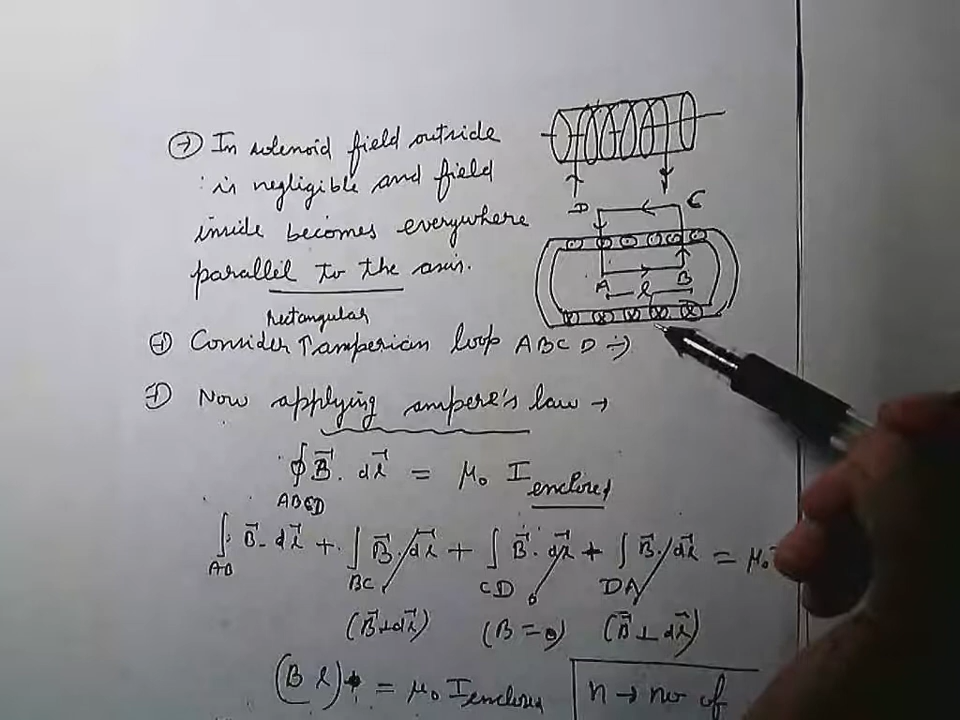 → In solenoid field outside
is negligible and field
inside becomes everywhere
parallel to the axis.
D C
A l B
Rectangular
→ Consider ↑ amperian loop ABCD ÷)
→ Now applying ampere's law →
∮ B⃗. dl⃗ = μ₀ I enclosed
ABCD
∫ B⃗. dl⃗ + ∫ B⃗. dl⃗ + ∫ B⃗. dl⃗ + ∫ B⃗. dl⃗ = μ₀
AB BC CD DA
(B⃗⊥dl⃗) (B=0) (B⃗⊥dl⃗)
(B l) = μ₀ I enclosed
n → no of